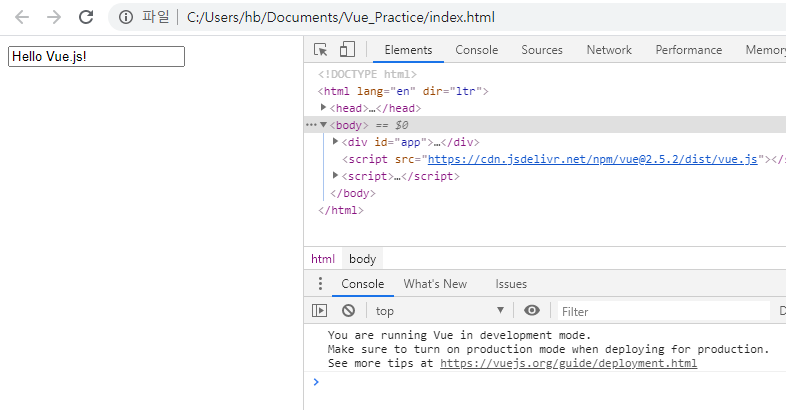 파일 C:/Users/hb/Documents/Vue_Practice/index.html
Hello Vue.js!
Elements Console Sources Network Performance Memory
<!DOCTYPE html>
<html lang="en" dir="ltr">
<head>…</head>
<body> == $0
<div id="app">…</div>
<script src="https://cdn.jsdelivr.net/npm/vue@2.5.2/dist/vue.js"></s
<script>…</script>
</body>
</html>
html body
Console What's New Issues
top Filter D
You are running Vue in development mode.
Make sure to turn on production mode when deploying for production.
See more tips at https://vuejs.org/guide/deployment.html